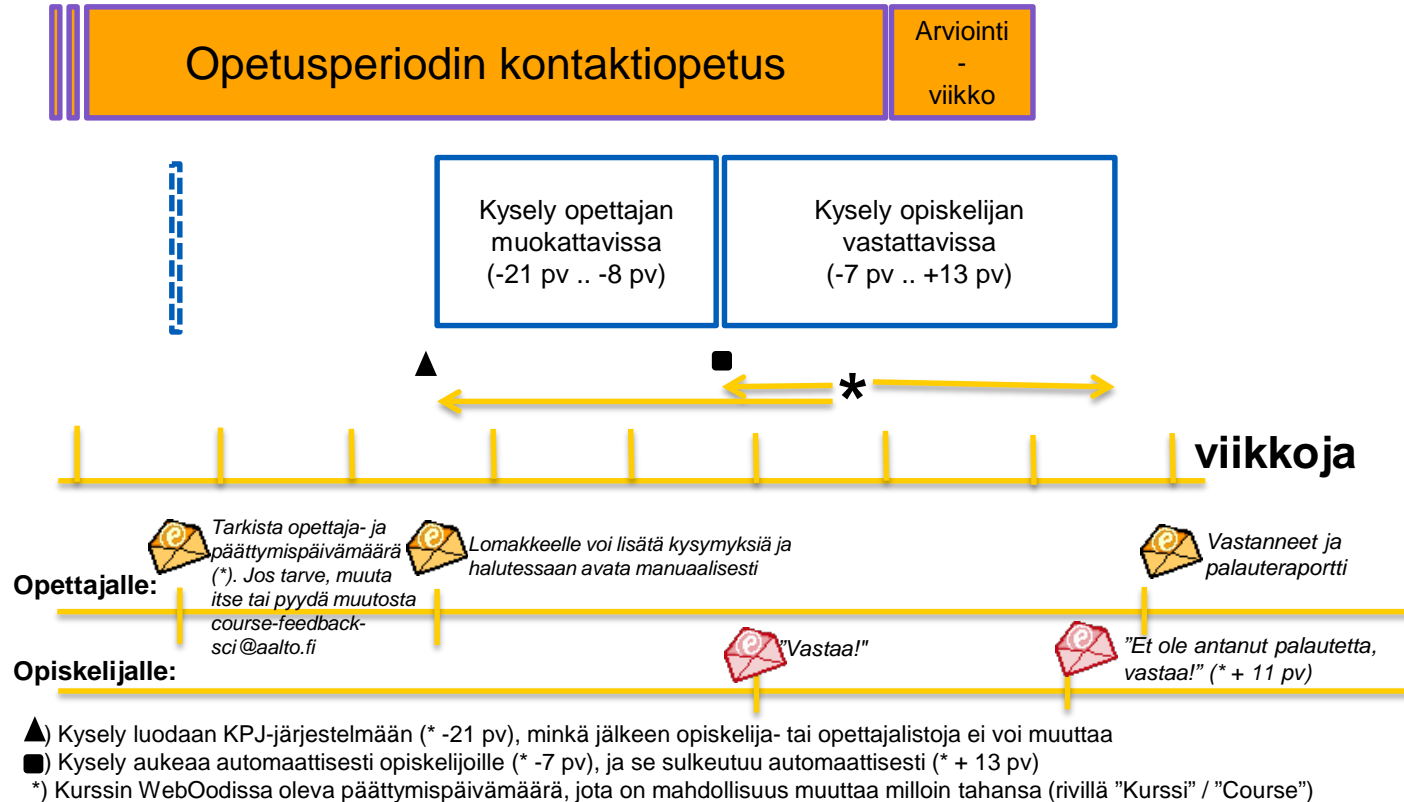 Opetusperiodin kontaktiopetus
Arviointi
-
viikko
Kysely opettajan
muokattavissa
(-21 pv .. -8 pv)
Kysely opiskelijan
vastattavissa
(-7 pv .. +13 pv)
*
viikkoja
Opettajalle:
Tarkista opettaja- ja
päättymispäivämäärä
(*). Jos tarve, muuta
itse tai pyydä muutosta
course-feedback-
sci@aalto.fi
Lomakkeelle voi lisätä kysymyksiä ja
halutessaan avata manuaalisesti
Vastanneet ja
palauteraportti
Opiskelijalle:
"Vastaa!"
”Et ole antanut palautetta,
vastaa!” (* + 11 pv)
▲) Kysely luodaan KPJ-järjestelmään (* -21 pv), minkä jälkeen opiskelija- tai opettajalistoja ei voi muuttaa
■) Kysely aukeaa automaattisesti opiskelijoille (* -7 pv), ja se sulkeutuu automaattisesti (* + 13 pv)
*) Kurssin WebOodissa oleva päättymispäivämäärä, jota on mahdollisuus muuttaa milloin tahansa (rivillä ”Kurssi” / ”Course”)